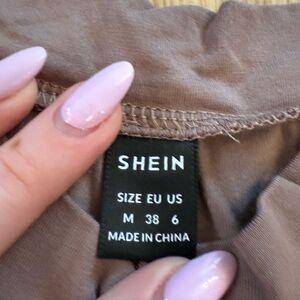 SHEIN
SIZE EU US
M 38 6
MADE IN CHINA